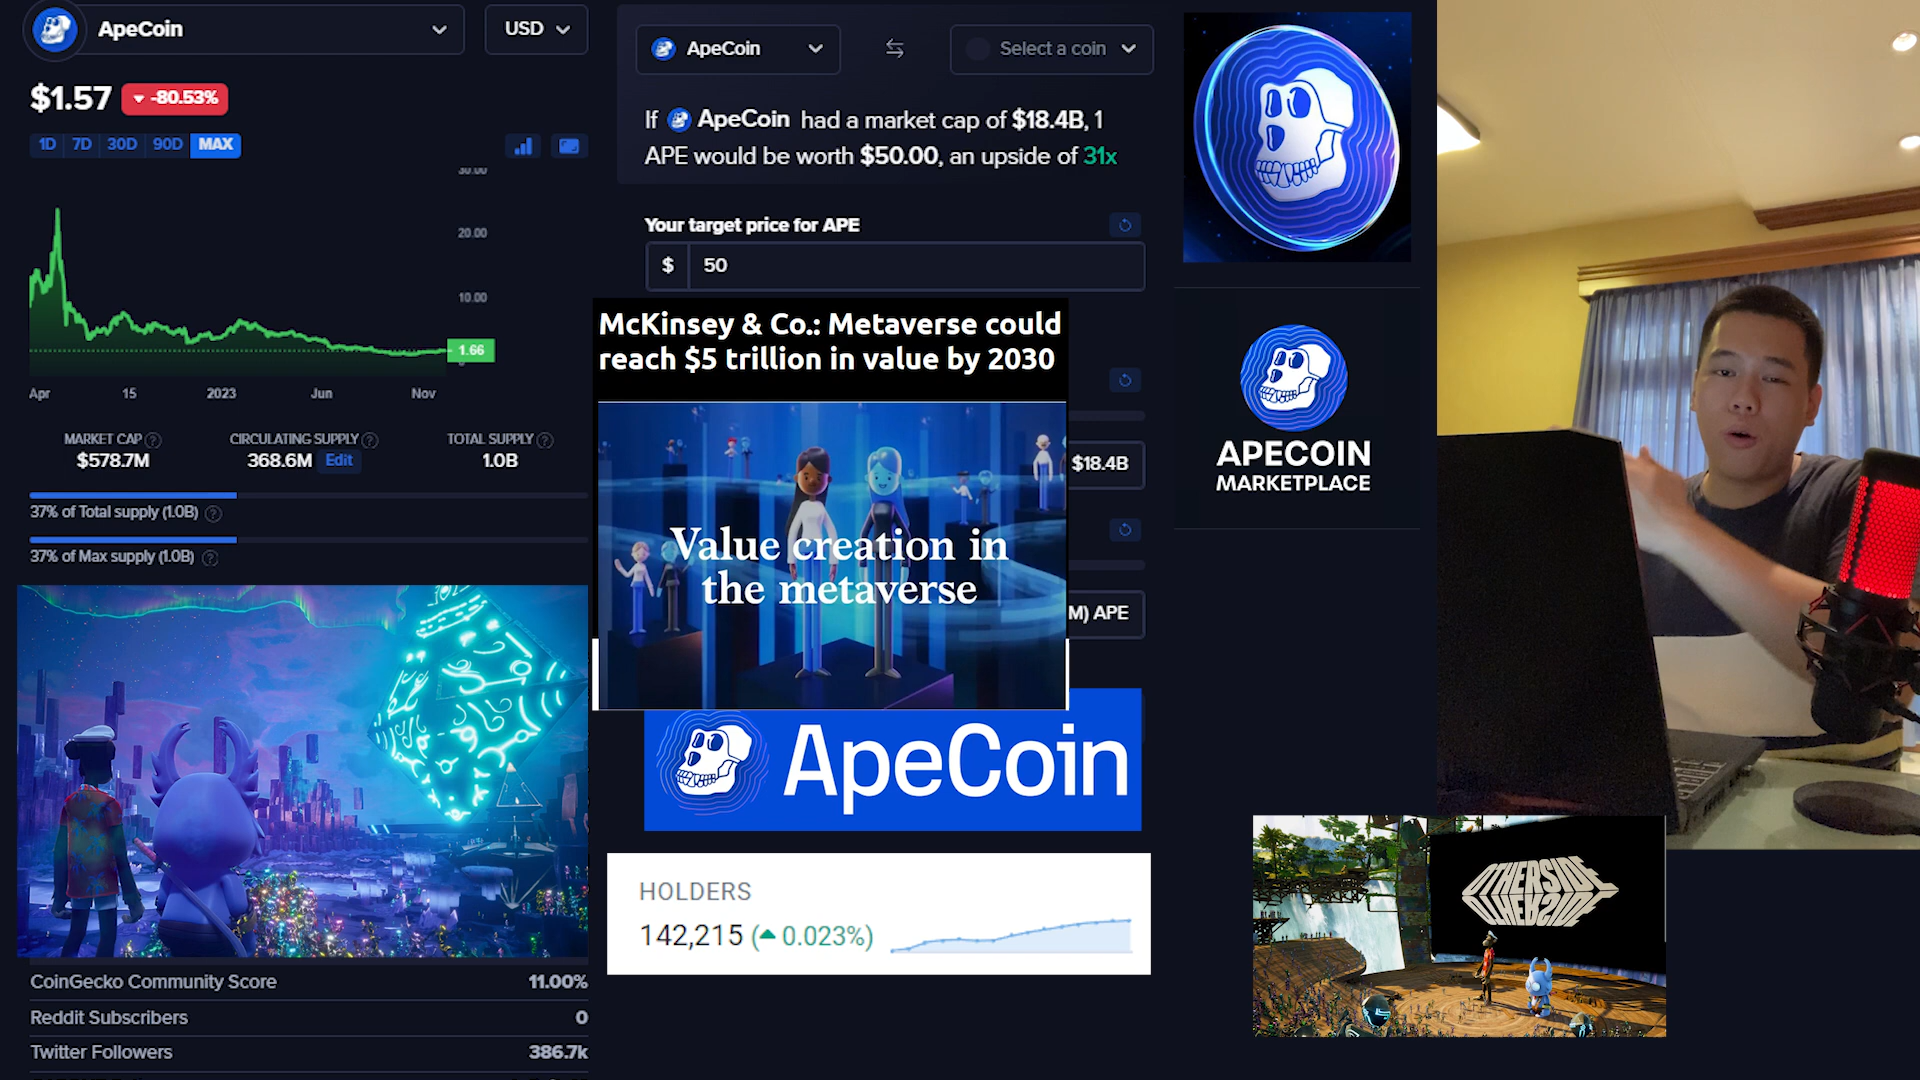 ApeCoin
USD
$1.57
-80.53%
1D 7D 30D 90D MAX
30.00
20.00
10.00
1.66
0
Apr 15 2023 Jun Nov
MARKET CAP CIRCULATING SUPPLY TOTAL SUPPLY
$578.7M 368.6M Edit 1.0B
37% of Total supply (1.0B)
37% of Max supply (1.0B)
CoinGecko Community Score 11.00%
Reddit Subscribers 0
Twitter Followers 386.7k
ApeCoin
Select a coin
If ApeCoin had a market cap of $18.4B, 1
APE would be worth $50.00, an upside of 31x
Your target price for APE
$ 50
McKinsey & Co.: Metaverse could
reach $5 trillion in value by 2030
Value creation in
the metaverse
$18.4B
M) APE
ApeCoin
HOLDERS
142,215 (0.023%)
APECOIN
MARKETPLACE
OTHERSIDE
OTHERSIDE